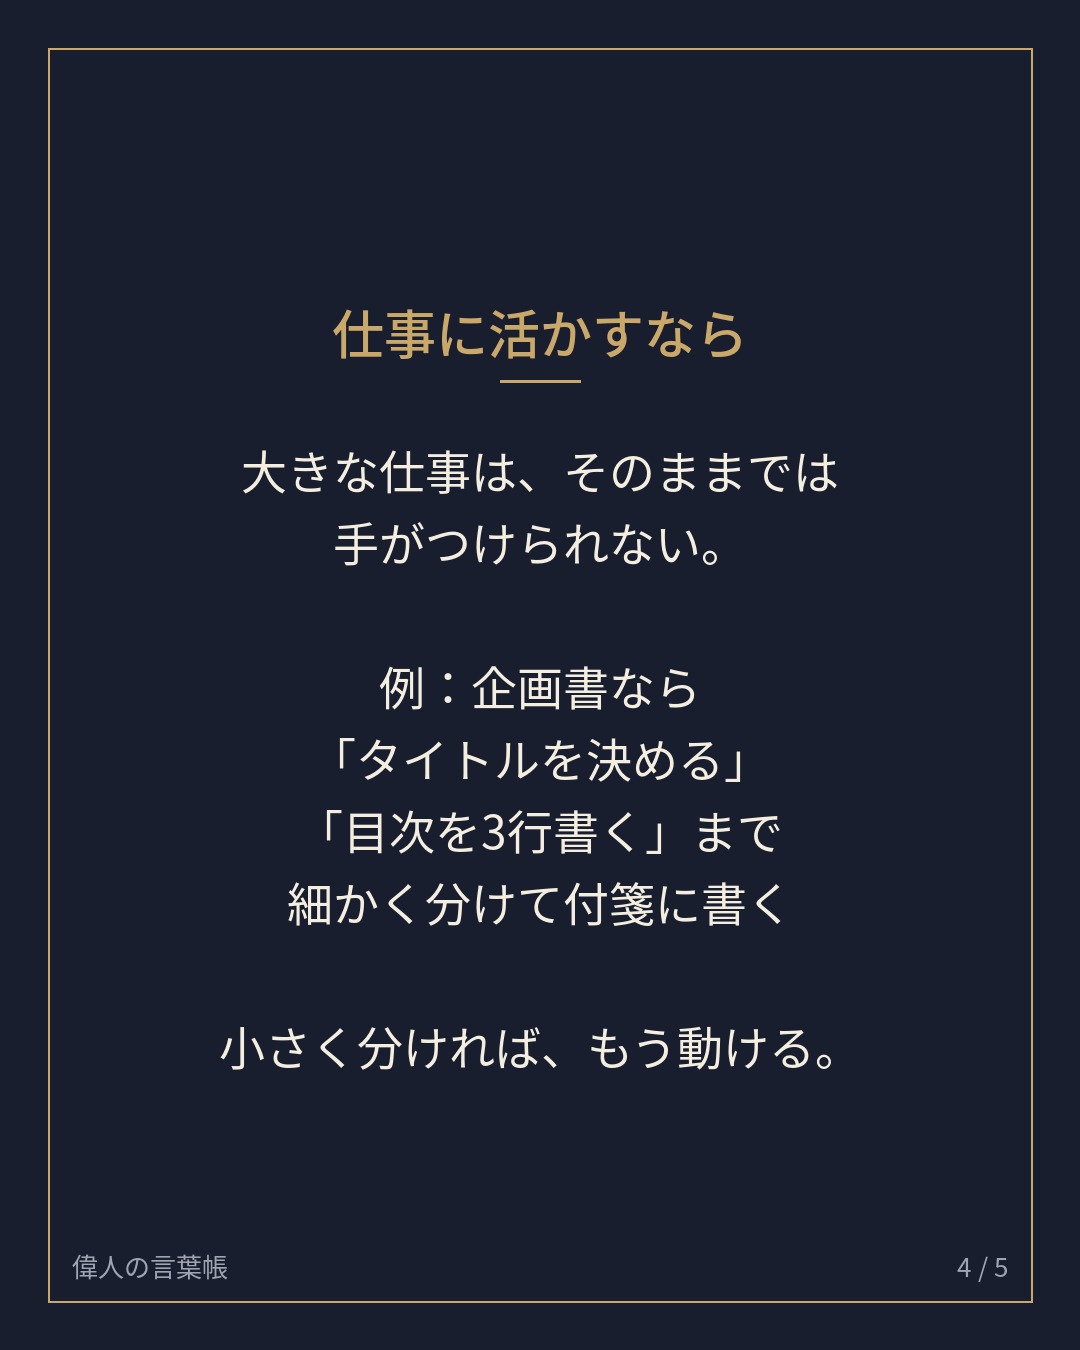 仕事に活かすなら
大きな仕事は、そのままでは
手がつけられない。
例：企画書なら
「タイトルを決める」
「目次を3行書く」まで
細かく分けて付箋に書く
小さく分ければ、もう動ける。
偉人の言葉帳
4 / 5